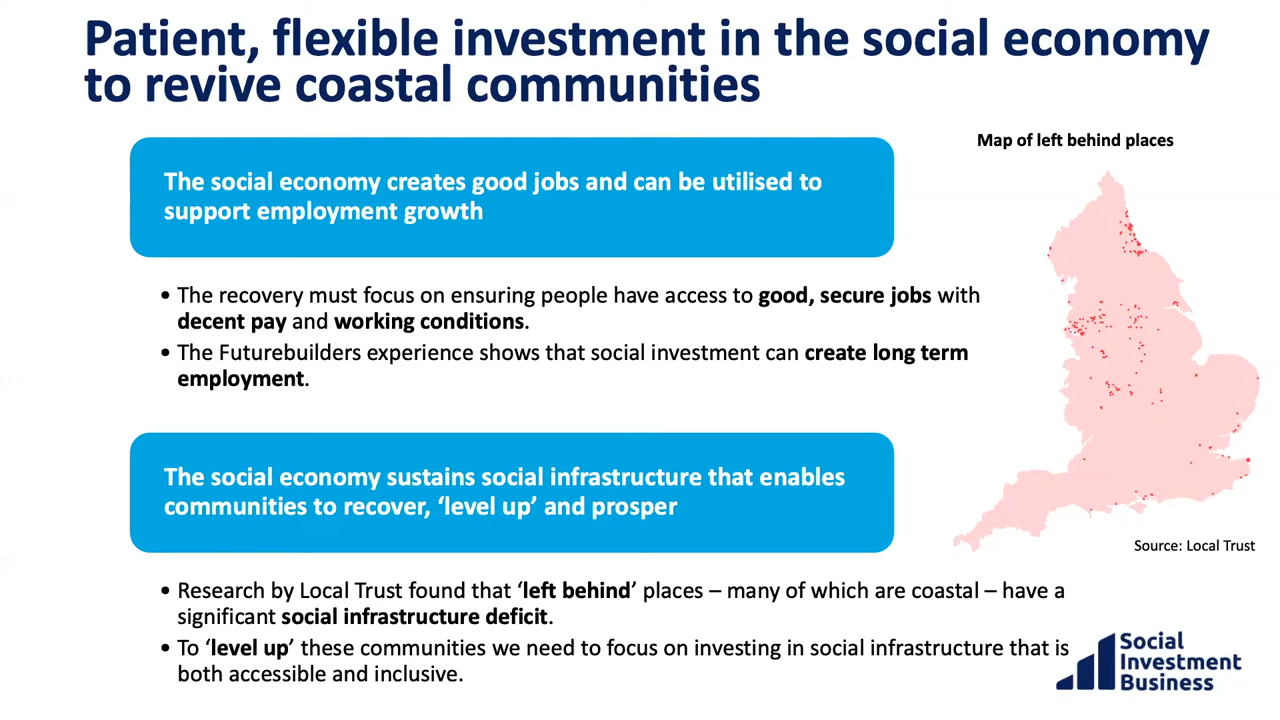 Patient, flexible investment in the social economy
to revive coastal communities
Map of left behind places
The social economy creates good jobs and can be utilised to
support employment growth
• The recovery must focus on ensuring people have access to good, secure jobs with
decent pay and working conditions.
• The Futurebuilders experience shows that social investment can create long term
employment.
The social economy sustains social infrastructure that enables
communities to recover, ‘level up’ and prosper
Source: Local Trust
• Research by Local Trust found that ‘left behind’ places – many of which are coastal – have a
significant social infrastructure deficit.
• To ‘level up’ these communities we need to focus on investing in social infrastructure that is
both accessible and inclusive.
Social
Investment
Business